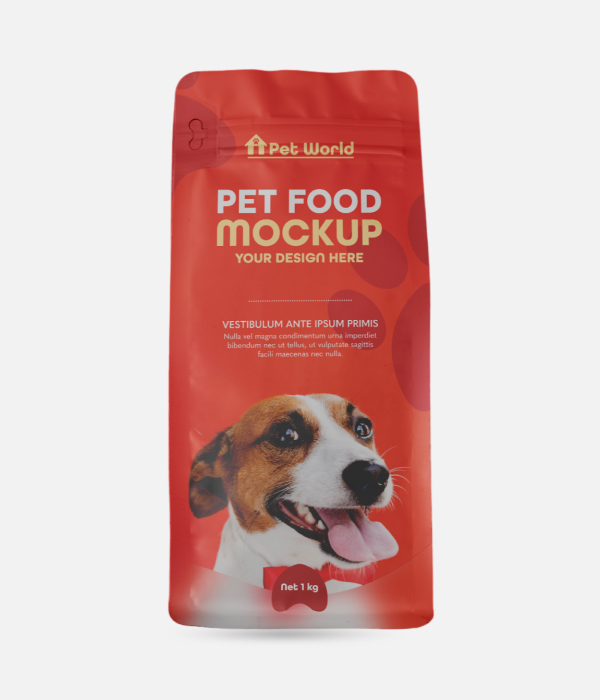 Pet World
PET FOOD
MOCKUP
YOUR DESIGN HERE
VESTIBULUM ANTE IPSUM PRIMIS
Nulla vel magna condimentum urna imperdiet
bibendum nec ut tellus, ut vulputate sagittis
facili maecenas nec nulla.
Net 1 kg